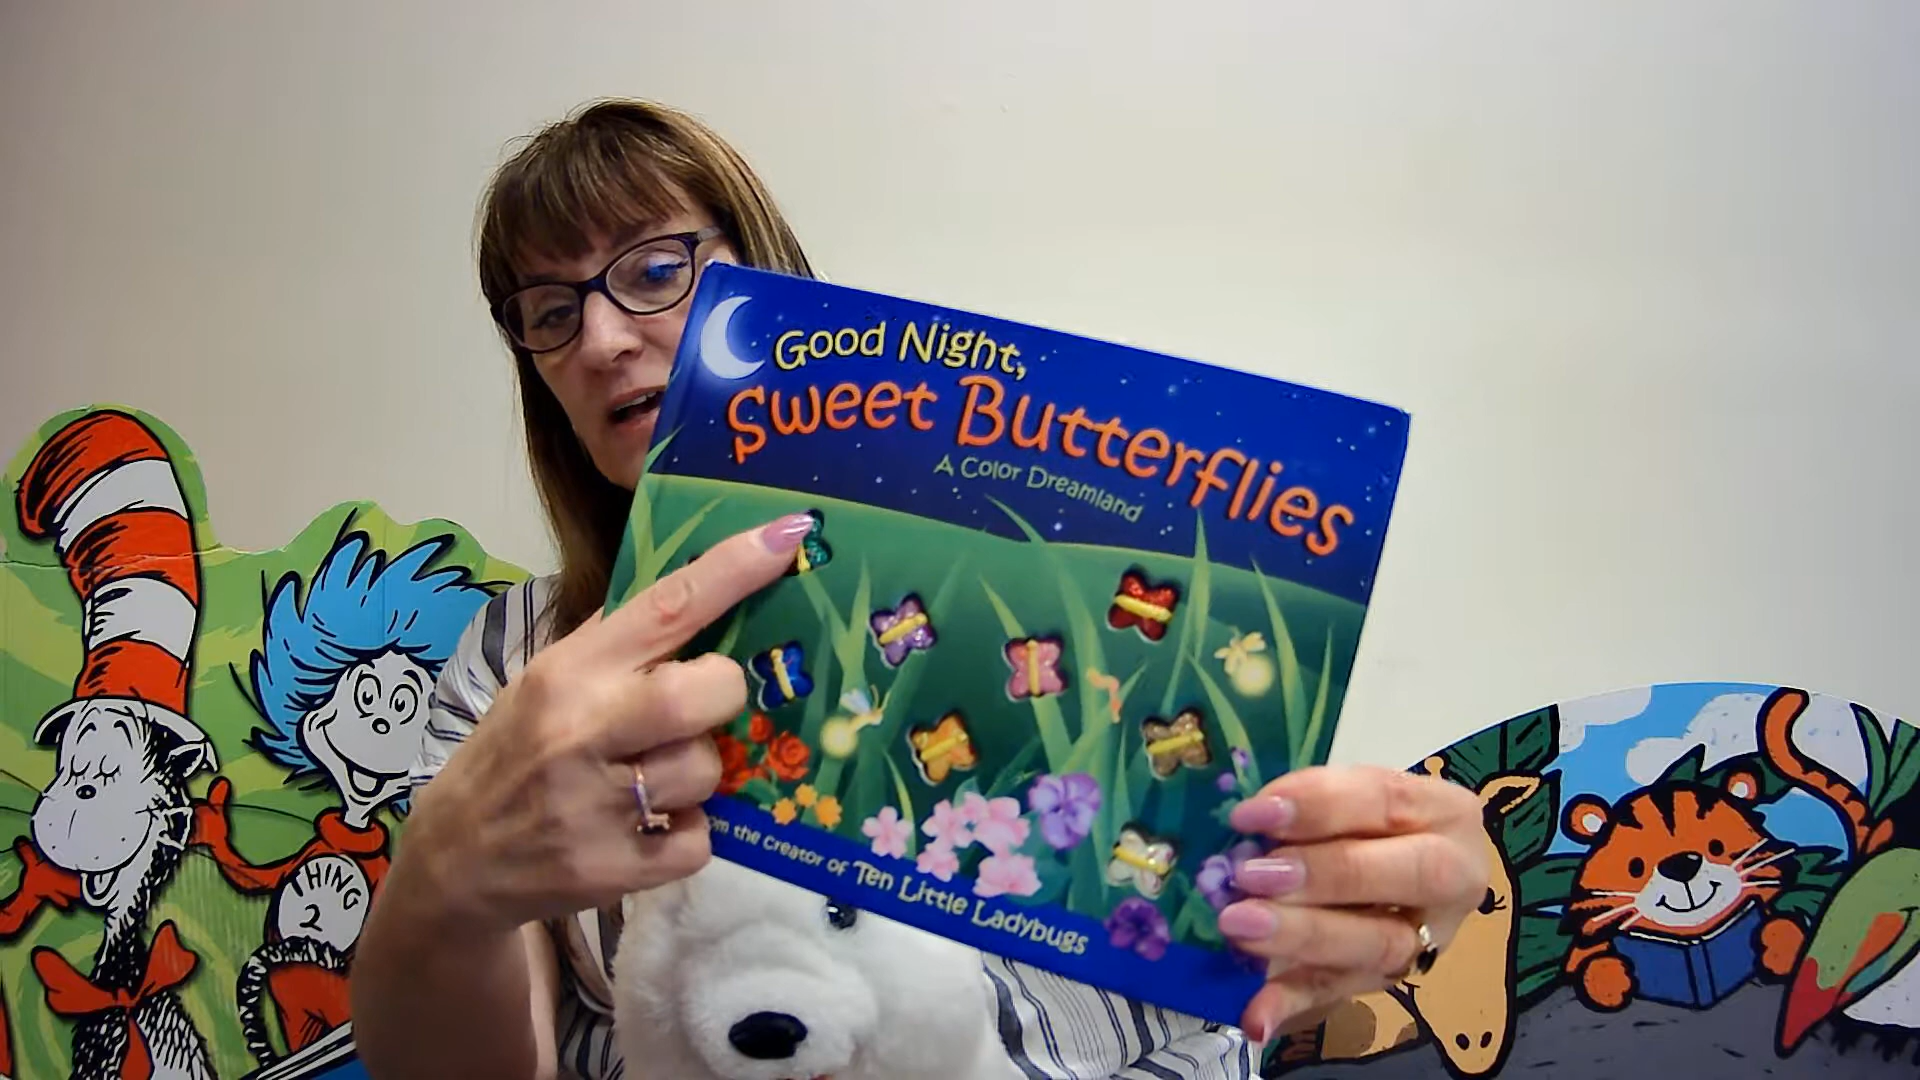 Good Night,
Sweet Butterflies
A Color Dreamland
the creator of Ten Little Ladybugs
THING
2